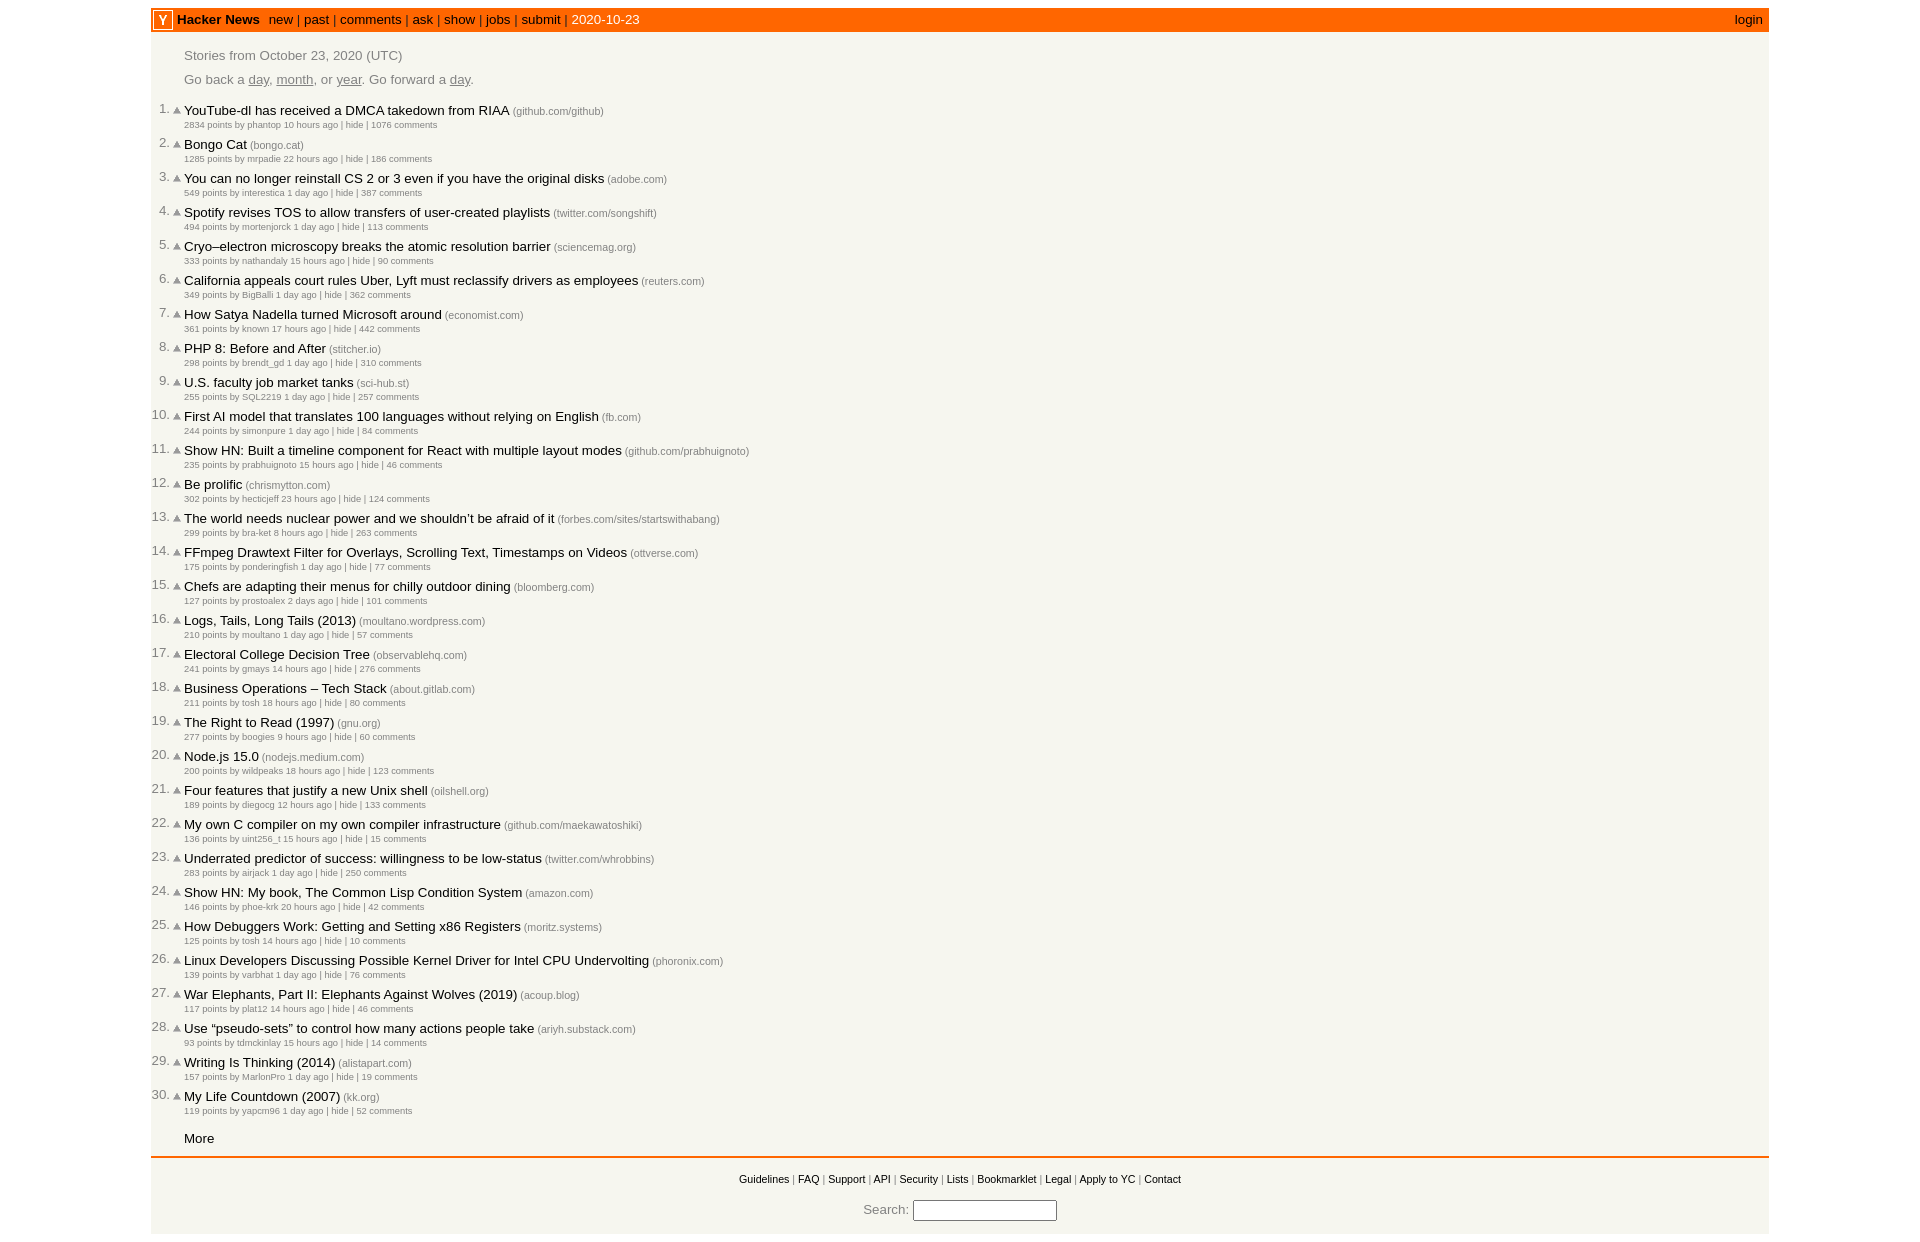 Y Hacker News new | past | comments | ask | show | jobs | submit | 2020-10-23 login
Stories from October 23, 2020 (UTC)
Go back a day, month, or year. Go forward a day.
1. YouTube-dl has received a DMCA takedown from RIAA (github.com/github)
2834 points by phantop 10 hours ago | hide | 1076 comments
2. Bongo Cat (bongo.cat)
1285 points by mrpadie 22 hours ago | hide | 186 comments
3. You can no longer reinstall CS 2 or 3 even if you have the original disks (adobe.com)
549 points by interestica 1 day ago | hide | 387 comments
4. Spotify revises TOS to allow transfers of user-created playlists (twitter.com/songshift)
494 points by mortenjorck 1 day ago | hide | 113 comments
5. Cryo–electron microscopy breaks the atomic resolution barrier (sciencemag.org)
333 points by nathandaly 15 hours ago | hide | 90 comments
6. California appeals court rules Uber, Lyft must reclassify drivers as employees (reuters.com)
349 points by BigBalli 1 day ago | hide | 362 comments
7. How Satya Nadella turned Microsoft around (economist.com)
361 points by known 17 hours ago | hide | 442 comments
8. PHP 8: Before and After (stitcher.io)
298 points by brendt_gd 1 day ago | hide | 310 comments
9. U.S. faculty job market tanks (sci-hub.st)
255 points by SQL2219 1 day ago | hide | 257 comments
10. First AI model that translates 100 languages without relying on English (fb.com)
244 points by simonpure 1 day ago | hide | 84 comments
11. Show HN: Built a timeline component for React with multiple layout modes (github.com/prabhuignoto)
235 points by prabhuignoto 15 hours ago | hide | 46 comments
12. Be prolific (chrismytton.com)
302 points by hecticjeff 23 hours ago | hide | 124 comments
13. The world needs nuclear power and we shouldn’t be afraid of it (forbes.com/sites/startswithabang)
299 points by bra-ket 8 hours ago | hide | 263 comments
14. FFmpeg Drawtext Filter for Overlays, Scrolling Text, Timestamps on Videos (ottverse.com)
175 points by ponderingfish 1 day ago | hide | 77 comments
15. Chefs are adapting their menus for chilly outdoor dining (bloomberg.com)
127 points by prostoalex 2 days ago | hide | 101 comments
16. Logs, Tails, Long Tails (2013) (moultano.wordpress.com)
210 points by moultano 1 day ago | hide | 57 comments
17. Electoral College Decision Tree (observablehq.com)
241 points by gmays 14 hours ago | hide | 276 comments
18. Business Operations – Tech Stack (about.gitlab.com)
211 points by tosh 18 hours ago | hide | 80 comments
19. The Right to Read (1997) (gnu.org)
277 points by boogies 9 hours ago | hide | 60 comments
20. Node.js 15.0 (nodejs.medium.com)
200 points by wildpeaks 18 hours ago | hide | 123 comments
21. Four features that justify a new Unix shell (oilshell.org)
189 points by diegocg 12 hours ago | hide | 133 comments
22. My own C compiler on my own compiler infrastructure (github.com/maekawatoshiki)
136 points by uint256_t 15 hours ago | hide | 15 comments
23. Underrated predictor of success: willingness to be low-status (twitter.com/whrobbins)
283 points by airjack 1 day ago | hide | 250 comments
24. Show HN: My book, The Common Lisp Condition System (amazon.com)
146 points by phoe-krk 20 hours ago | hide | 42 comments
25. How Debuggers Work: Getting and Setting x86 Registers (moritz.systems)
125 points by tosh 14 hours ago | hide | 10 comments
26. Linux Developers Discussing Possible Kernel Driver for Intel CPU Undervolting (phoronix.com)
139 points by varbhat 1 day ago | hide | 76 comments
27. War Elephants, Part II: Elephants Against Wolves (2019) (acoup.blog)
117 points by plat12 14 hours ago | hide | 46 comments
28. Use “pseudo-sets” to control how many actions people take (ariyh.substack.com)
93 points by tdmckinlay 15 hours ago | hide | 14 comments
29. Writing Is Thinking (2014) (alistapart.com)
157 points by MarlonPro 1 day ago | hide | 19 comments
30. My Life Countdown (2007) (kk.org)
119 points by yapcm96 1 day ago | hide | 52 comments
More
Guidelines | FAQ | Support | API | Security | Lists | Bookmarklet | Legal | Apply to YC | Contact
Search: